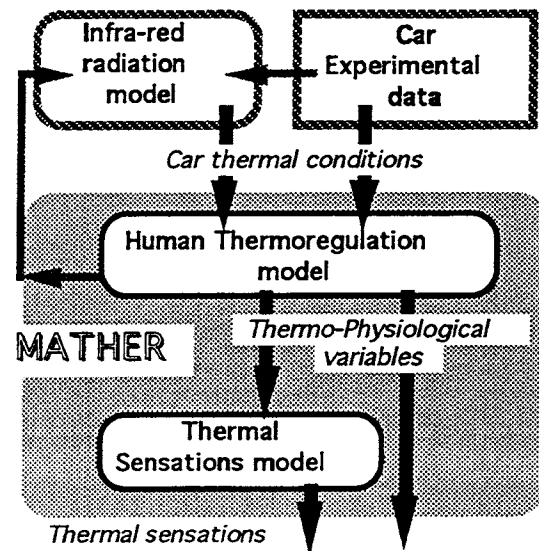 Infra-red
radiation
model
Car
Experimental
data
Car thermal conditions
Human Thermoregulation
model
MATHER
Thermo-Physiological
variables
Thermal
Sensations model
Thermal sensations